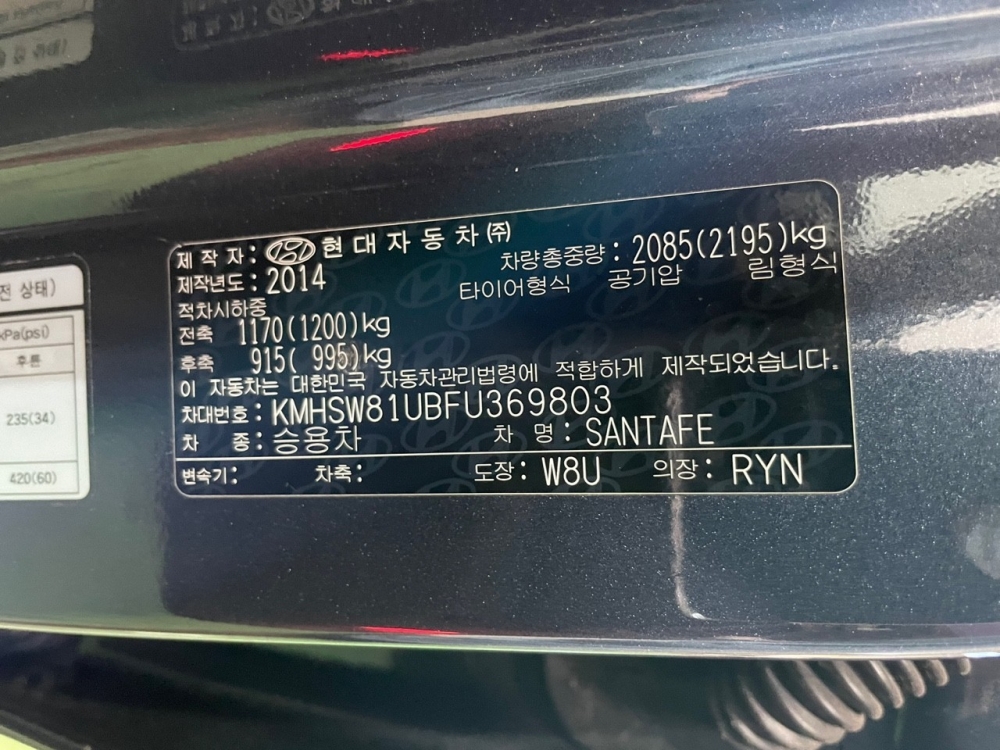 제 작 자 : 현 대 자 동 차 ㈜
제작년도 : 2014
차량총중량 : 2085(2195)kg
타이어형식 공기압 림형식
적차시하중
전축 1170(1200)kg
후축 915( 995)kg
이 자동차는 대한민국 자동차관리법령에 적합하게 제작되었습니다.
차대번호 : KMHSW81UBFU369803
차 종 : 승용차 차 명 : SANTAFE
변속기 : 차축 : 도장 : W8U 의장 : RYN
전 상태)
kPa(psi)
후륜
235(34)
420(60)